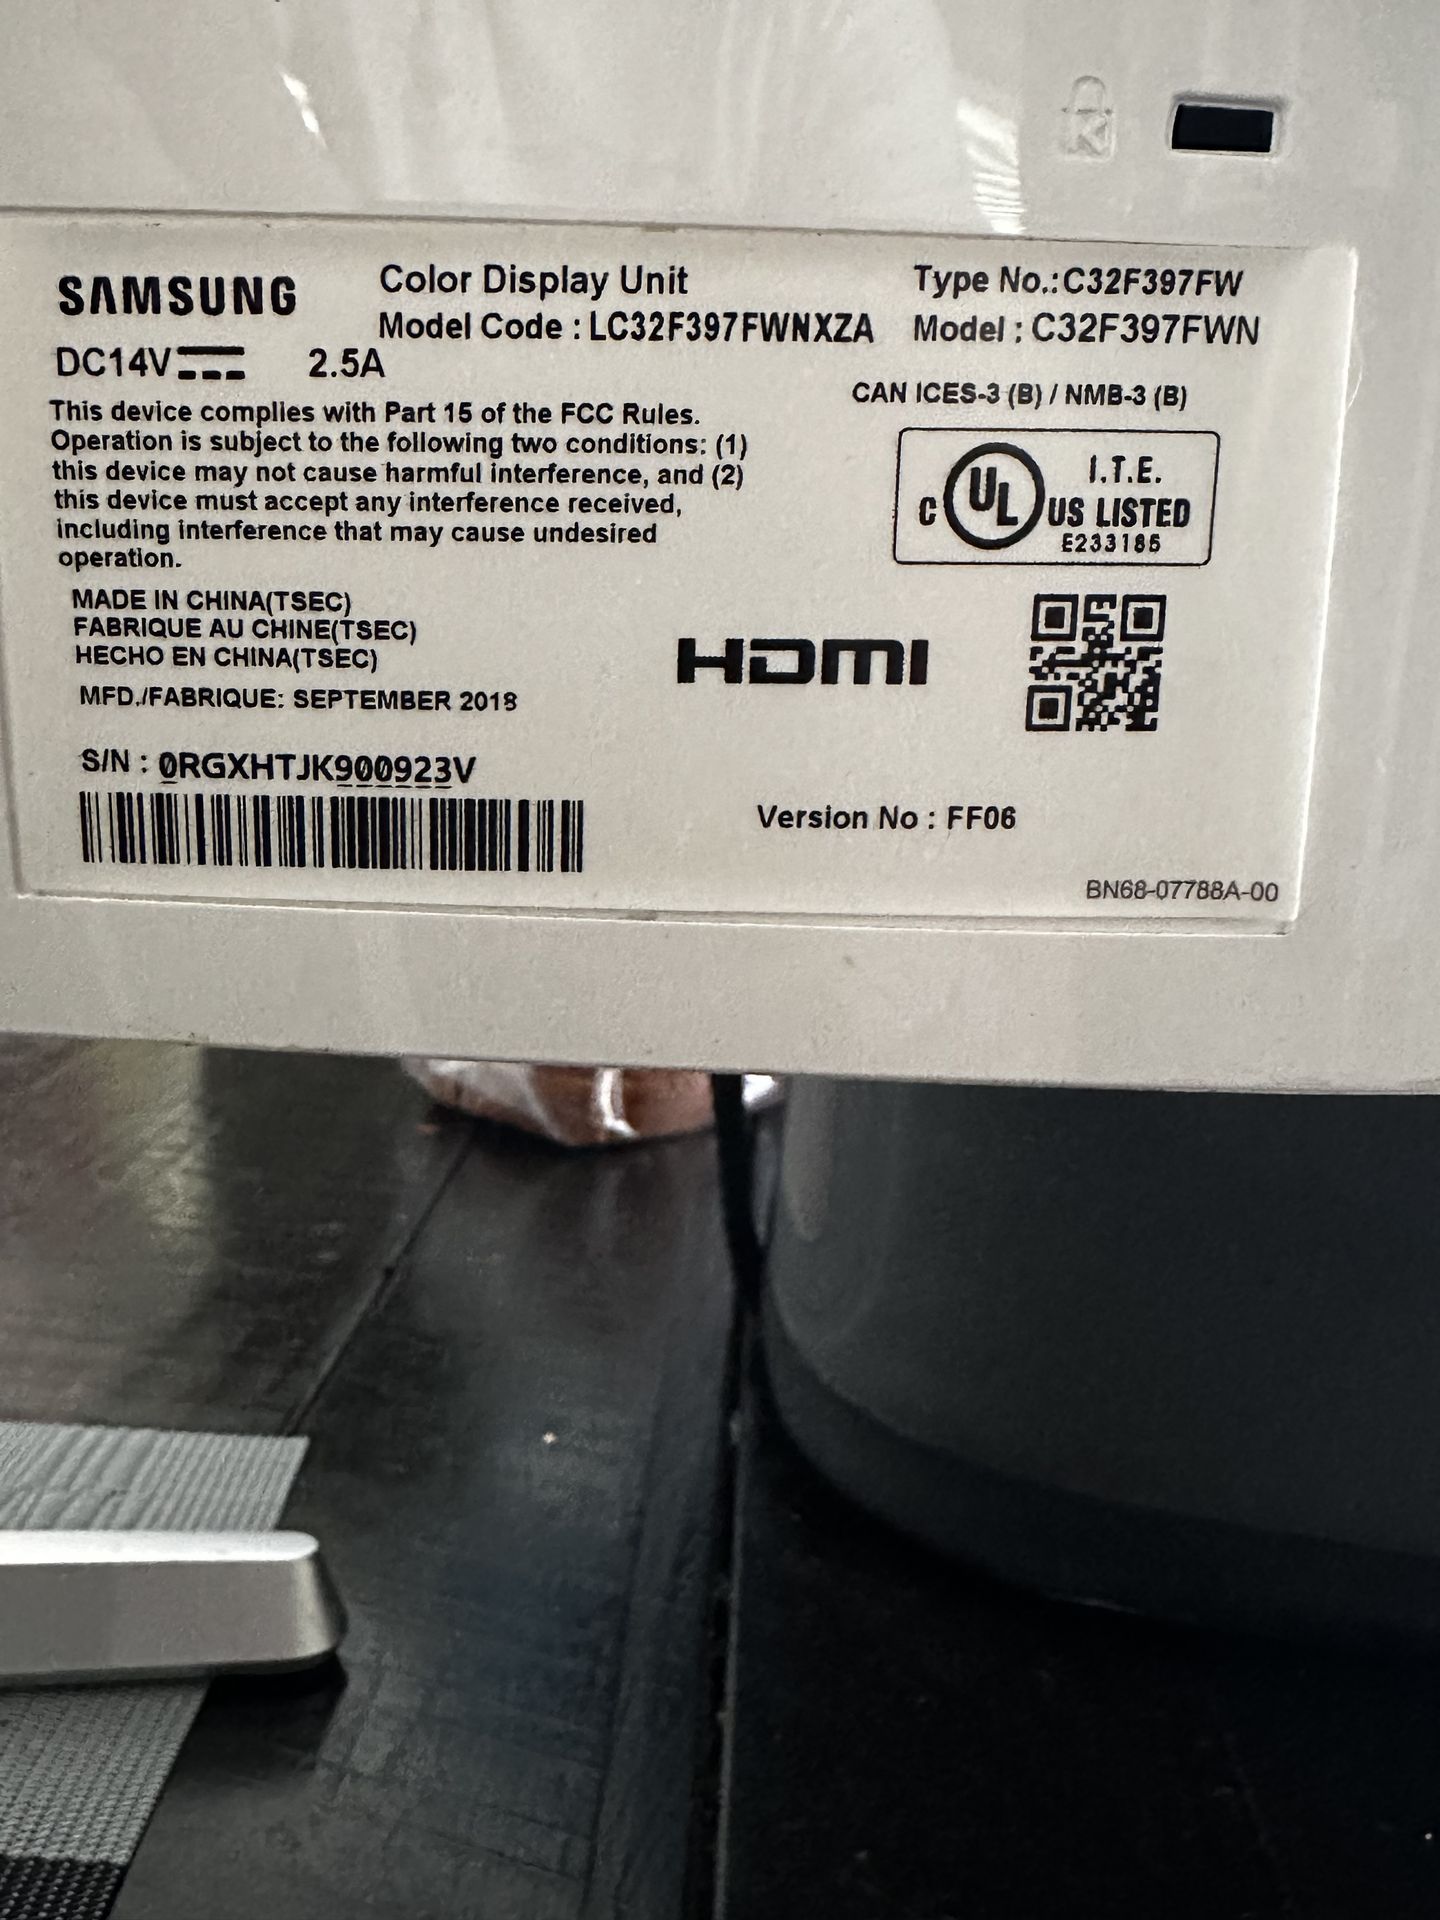 SAMSUNG
Color Display Unit
Type No.:C32F397FW
Model Code : LC32F397FWNXZA
Model : C32F397FWN
DC14V 2.5A
CAN ICES-3 (B) / NMB-3 (B)
This device complies with Part 15 of the FCC Rules.
Operation is subject to the following two conditions: (1)
this device may not cause harmful interference, and (2)
this device must accept any interference received,
including interference that may cause undesired
operation.
C UL US LISTED
I.T.E.
E233185
MADE IN CHINA(TSEC)
FABRIQUE AU CHINE(TSEC)
HECHO EN CHINA(TSEC)
MFD./FABRIQUE: SEPTEMBER 2018
HDMI
S/N : 0RGXHTJK900923V
Version No : FF06
BN68-07788A-00
K